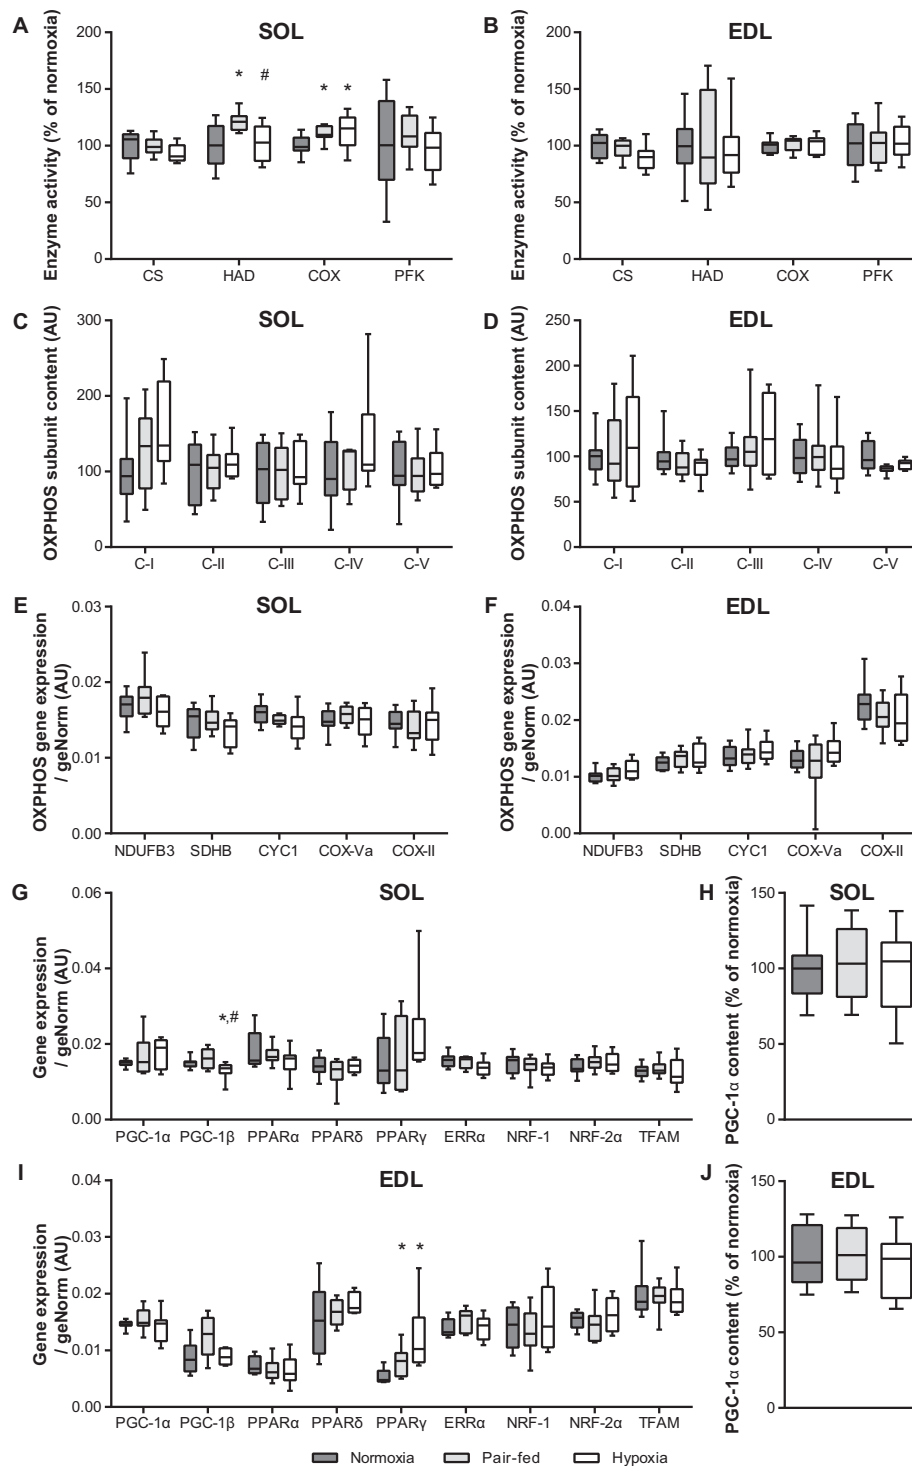 A
SOL
Enzyme activity (% of normoxia)
200
150
100
50
0
*
#
*
*
CS
HAD
COX
PFK
B
EDL
Enzyme activity (% of normoxia)
200
150
100
50
0
CS
HAD
COX
PFK
C
SOL
OXPHOS subunit content (AU)
300
200
100
0
C-I
C-II
C-III
C-IV
C-V
D
EDL
OXPHOS subunit content (AU)
250
200
150
100
50
0
C-I
C-II
C-III
C-IV
C-V
E
SOL
OXPHOS gene expression
/ geNorm (AU)
0.03
0.02
0.01
0.00
NDUFB3
SDHB
CYC1
COX-Va
COX-II
F
EDL
OXPHOS gene expression
/ geNorm (AU)
0.04
0.03
0.02
0.01
0.00
NDUFB3
SDHB
CYC1
COX-Va
COX-II
G
SOL
Gene expression
/ geNorm (AU)
0.06
0.04
0.02
0.00
*,#
PGC-1α
PGC-1β
PPARα
PPARδ
PPARγ
ERRα
NRF-1
NRF-2α
TFAM
H
SOL
PGC-1α content (% of normoxia)
150
100
50
0
I
EDL
Gene expression
/ geNorm (AU)
0.04
0.03
0.02
0.01
0.00
*
*
PGC-1α
PGC-1β
PPARα
PPARδ
PPARγ
ERRα
NRF-1
NRF-2α
TFAM
J
EDL
PGC-1α content (% of normoxia)
150
100
50
0
Normoxia
Pair-fed
Hypoxia